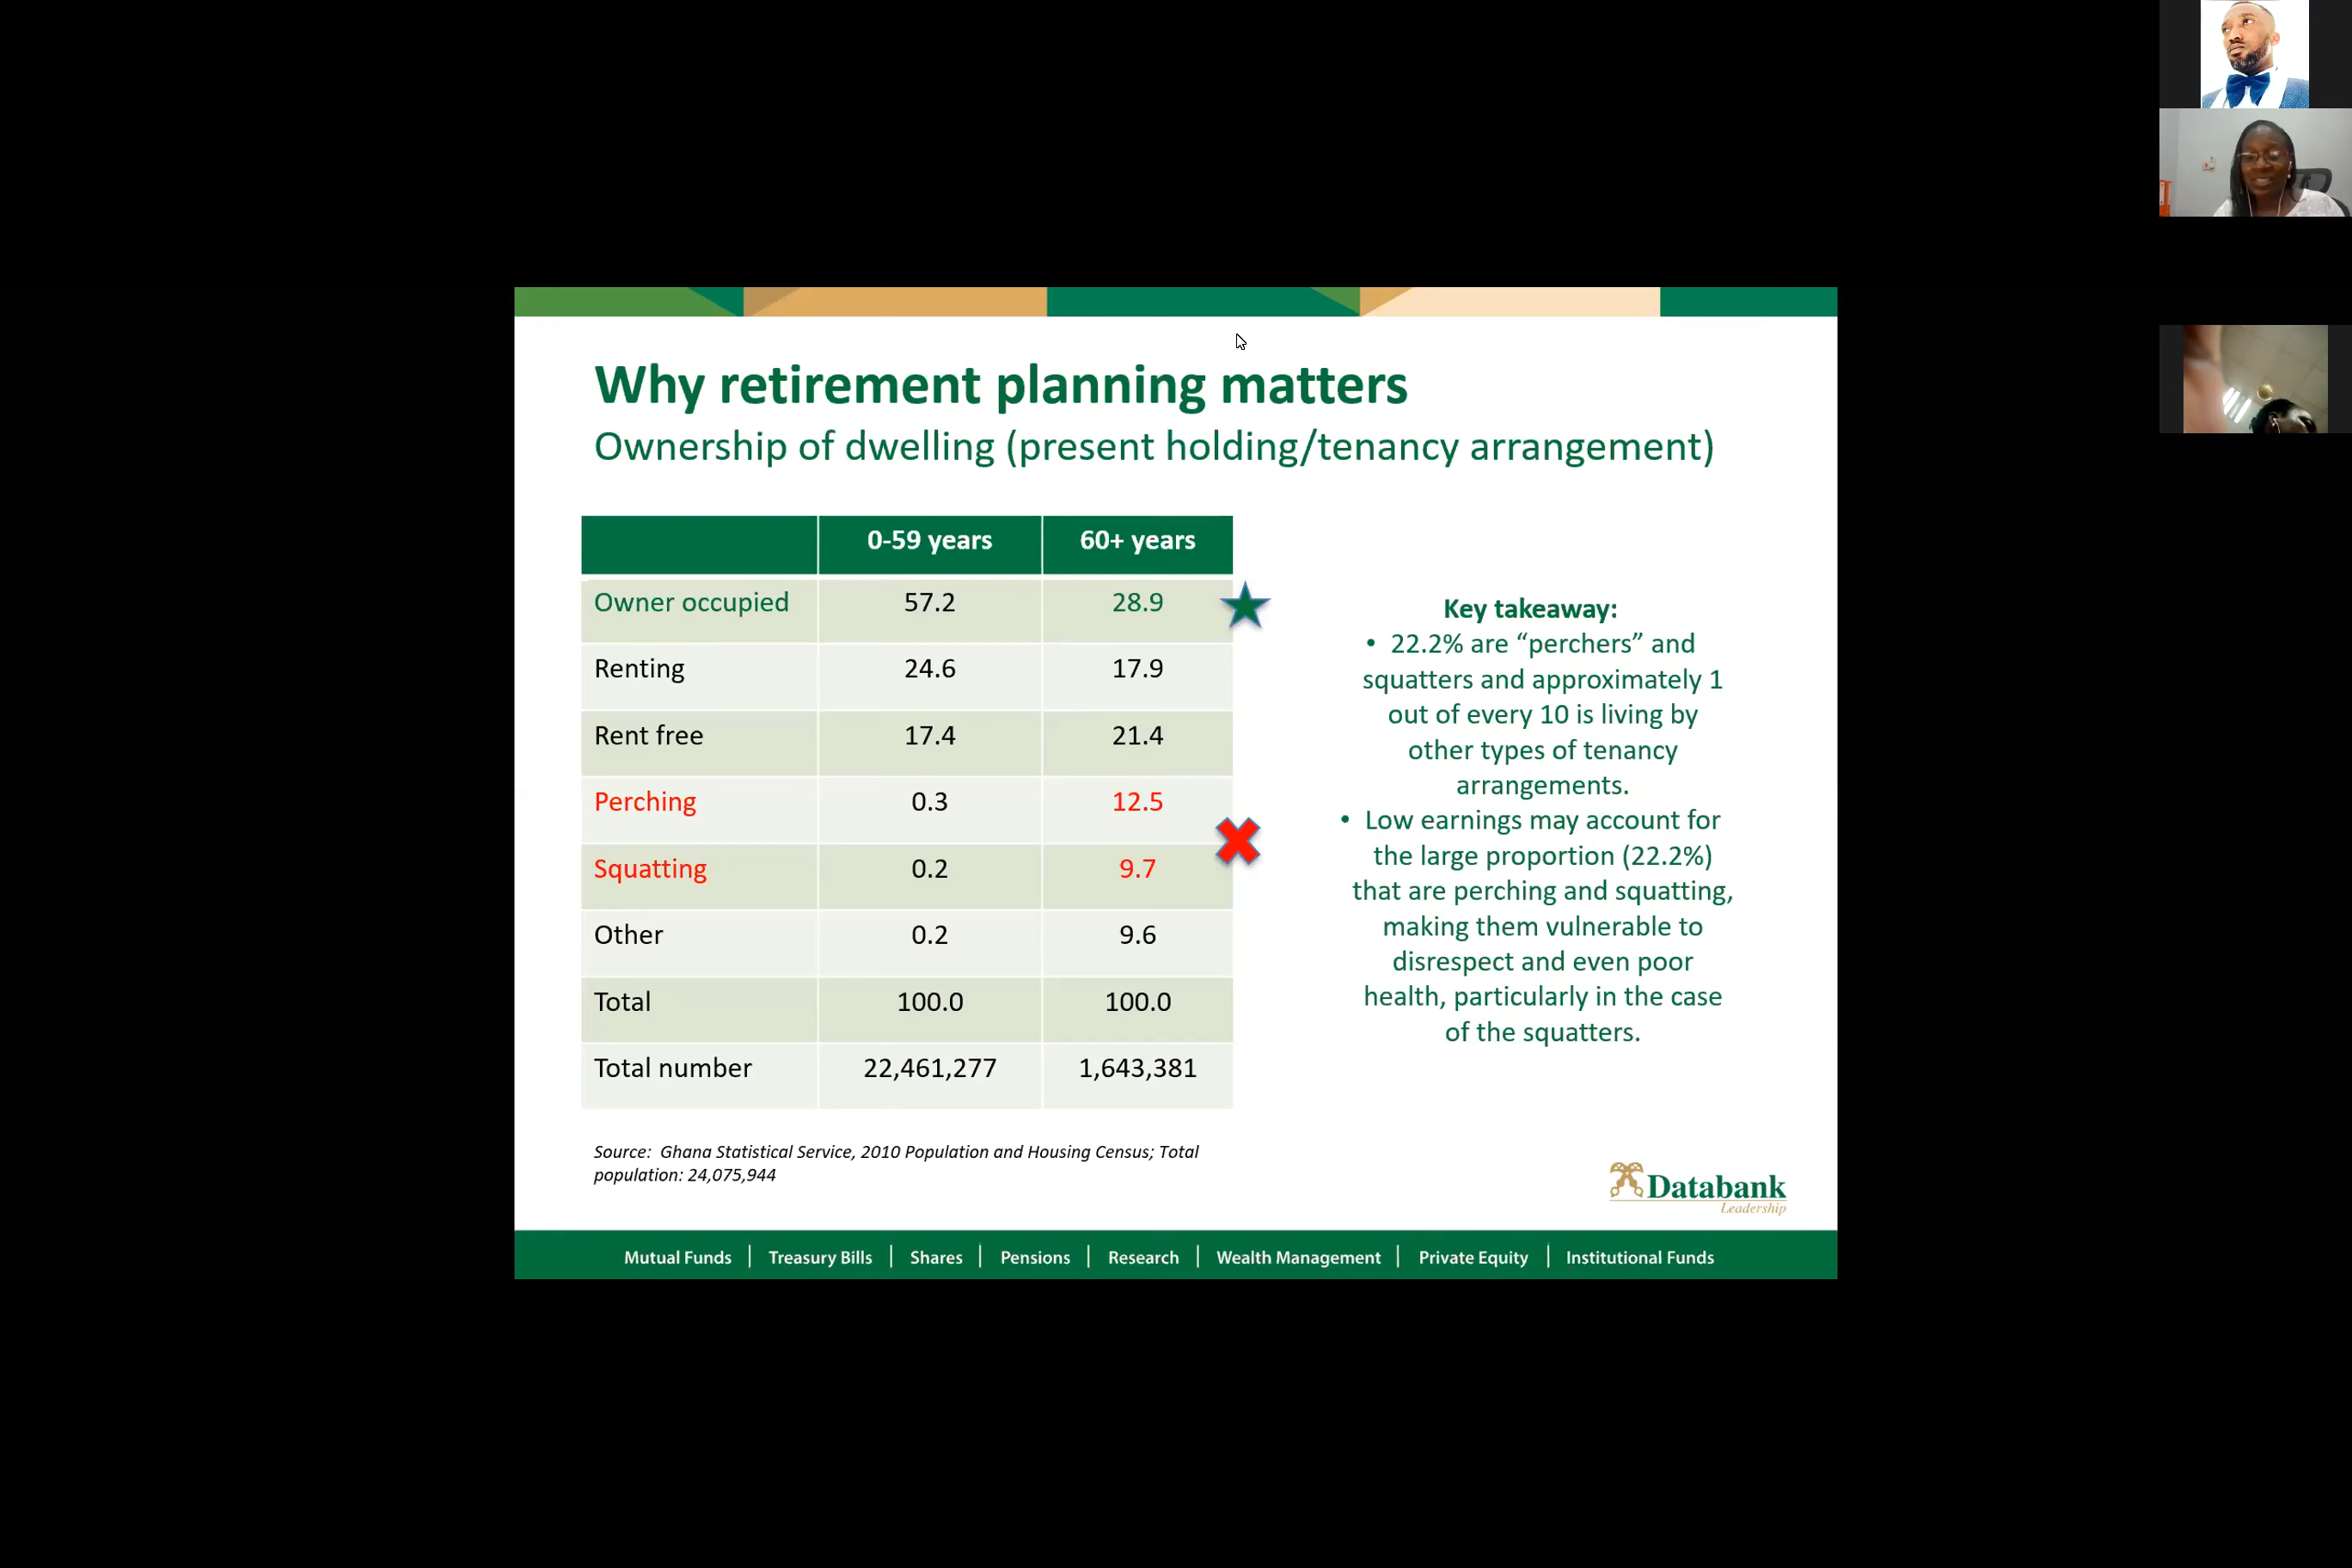 Why retirement planning matters
Ownership of dwelling (present holding/tenancy arrangement)
0-59 years 60+ years
Owner occupied 57.2 28.9
Renting 24.6 17.9
Rent free 17.4 21.4
Perching 0.3 12.5
Squatting 0.2 9.7
Other 0.2 9.6
Total 100.0 100.0
Total number 22,461,277 1,643,381
Key takeaway:
• 22.2% are “perchers” and
squatters and approximately 1
out of every 10 is living by
other types of tenancy
arrangements.
• Low earnings may account for
the large proportion (22.2%)
that are perching and squatting,
making them vulnerable to
disrespect and even poor
health, particularly in the case
of the squatters.
Source: Ghana Statistical Service, 2010 Population and Housing Census; Total
population: 24,075,944
Databank
Leadership
Mutual Funds | Treasury Bills | Shares | Pensions | Research | Wealth Management | Private Equity | Institutional Funds